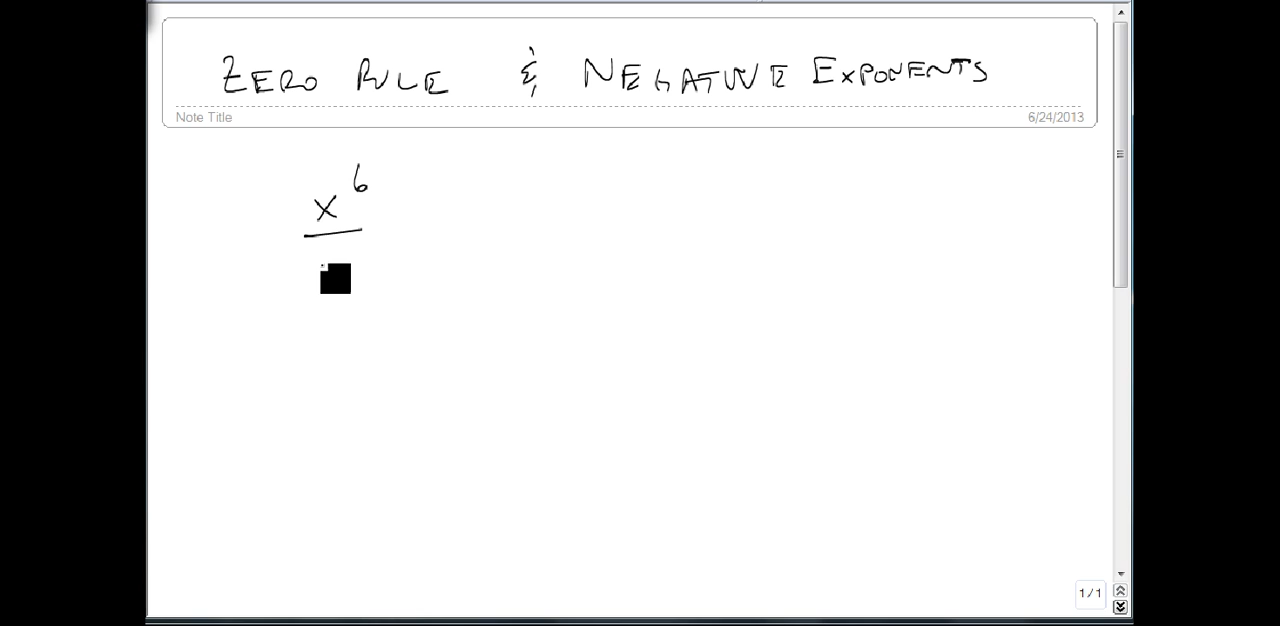 ZERO RULE & NEGATIVE EXPONENTS
Note Title
6/24/2013
x^6
1/1